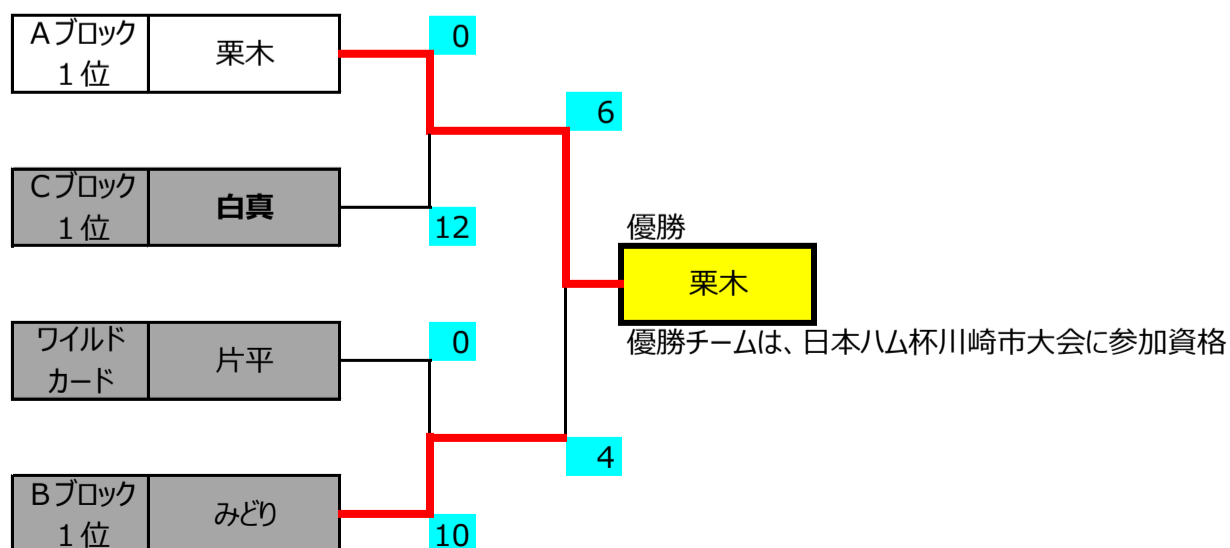 Aブロック
１位
栗木
0
6
Cブロック
１位
白真
12
優勝
栗木
優勝チームは、日本ハム杯川崎市大会に参加資格
ワイルド
カード
片平
0
4
Bブロック
１位
みどり
10